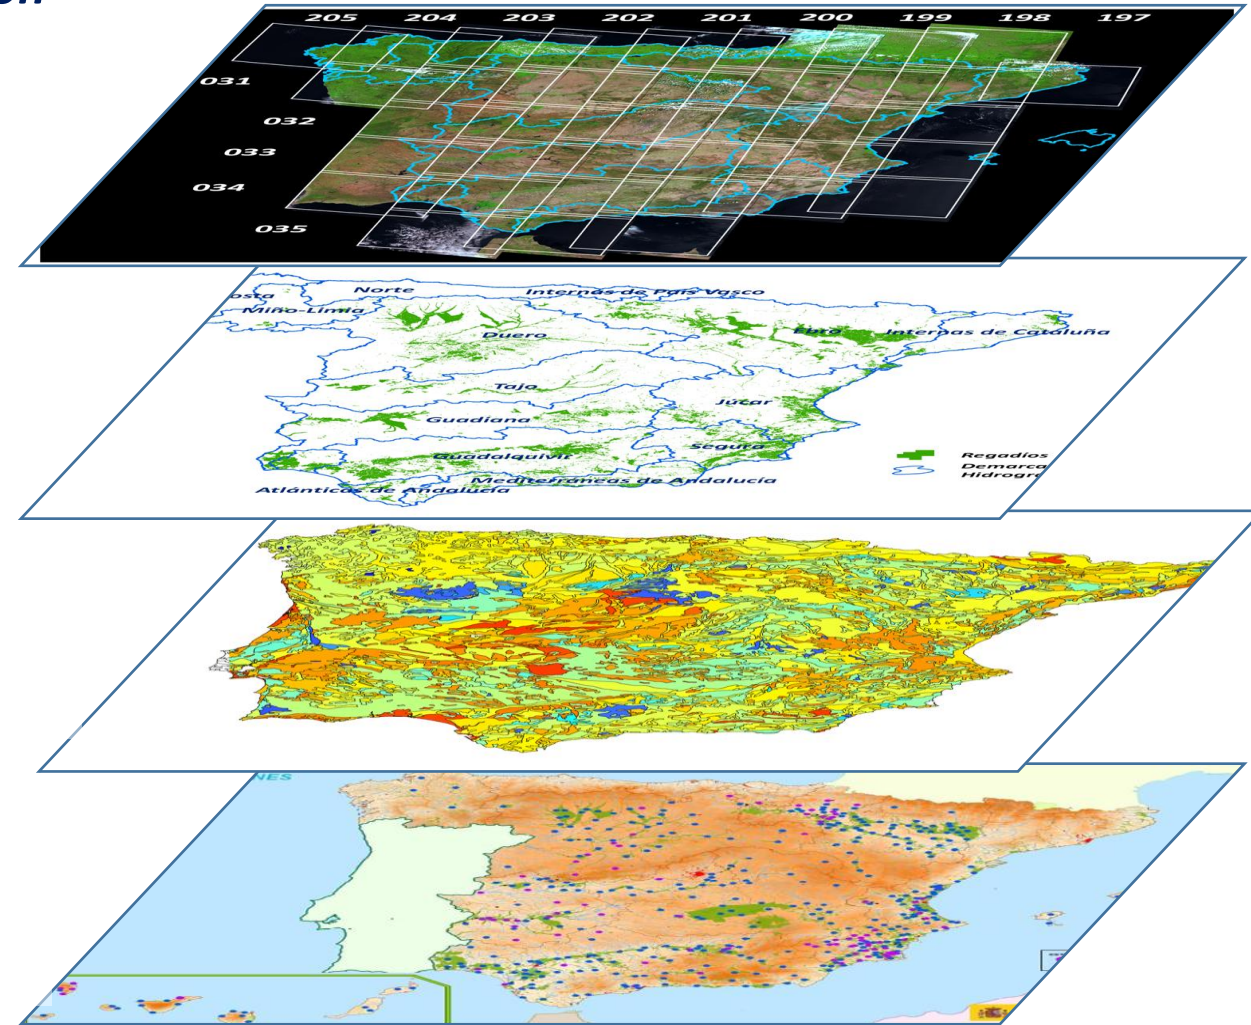 205 204 203 202 201 200 199 198 197
031
032
033
034
035
Norte
Internas de País Vasco
Miño-Limia
Duero
Ebro
Internas de Cataluña
Tajo
Júcar
Guadiana
Segura
Guadalquivir
Regadíos
Mediterráneas de Andalucía
Atlánticas de Andalucía